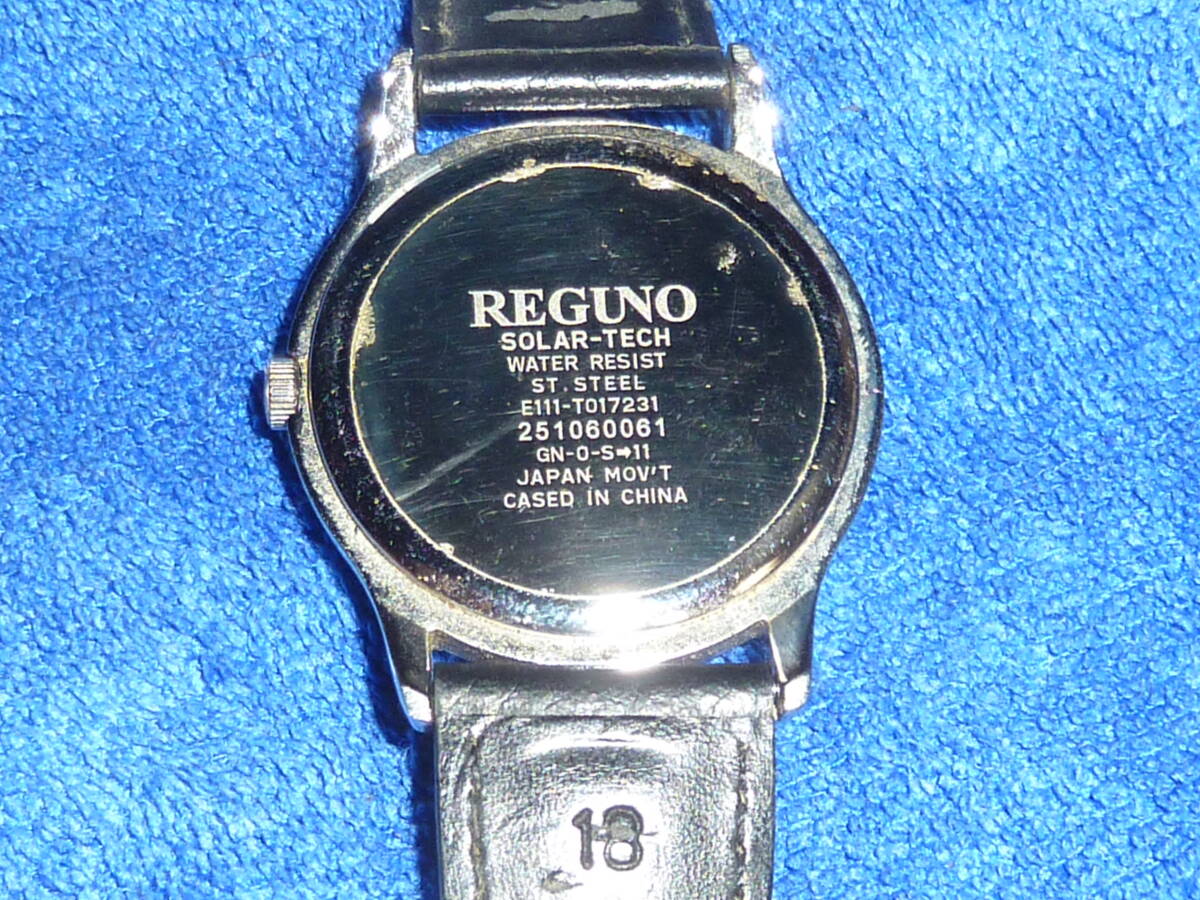 REGUNO
SOLAR-TECH
WATER RESIST
ST. STEEL
E111-T017231
251060061
GN-0-S➡11
JAPAN MOV'T
CASED IN CHINA
18